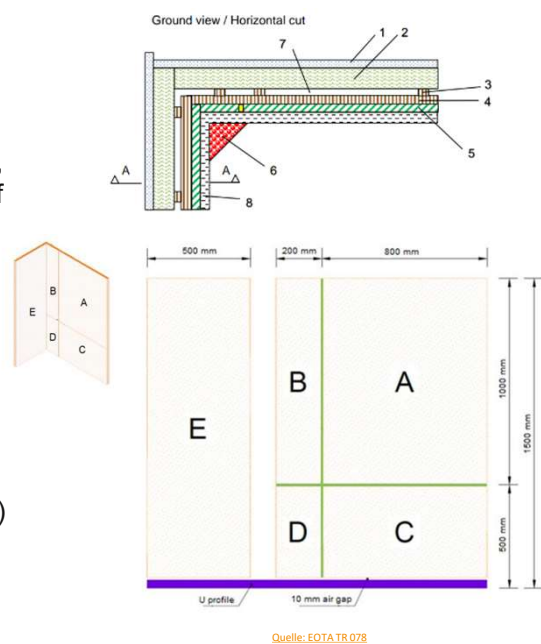 Ground view / Horizontal cut
1
2
7
3
4
5
A
A
6
8
f
500 mm
200 mm
800 mm
E
B
A
D
C
E
B
A
D
C
1000 mm
500 mm
1500 mm
)
U profile
10 mm air gap
Quelle: EOTA TR 078